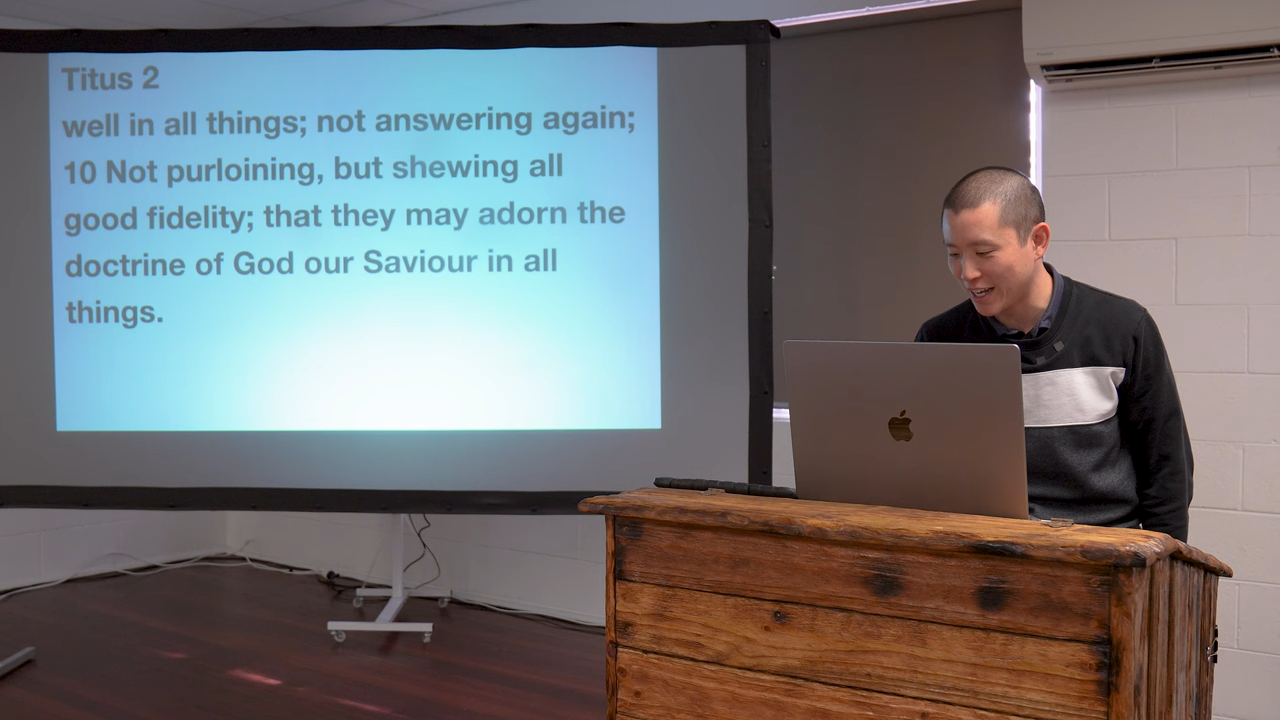 Titus 2
well in all things; not answering again;
10 Not purloining, but shewing all
good fidelity; that they may adorn the
doctrine of God our Saviour in all
things.